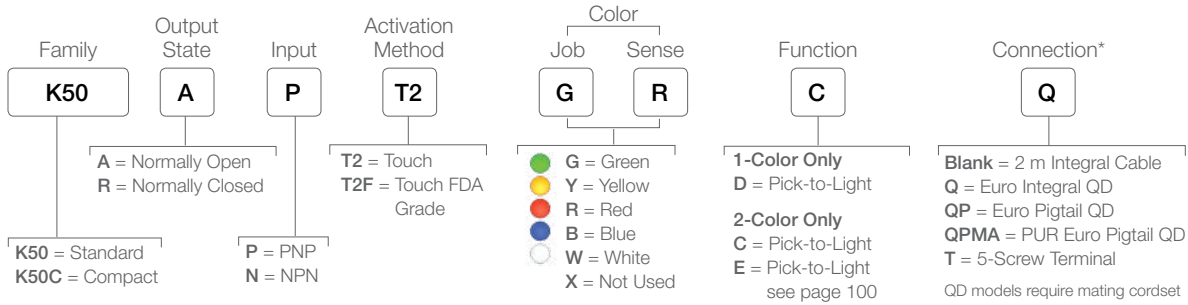 Color
Family
Output
State
Input
Activation
Method
Job
Sense
Function
Connection*
K50
A
P
T2
G
R
C
Q
K50 = Standard
K50C = Compact
A = Normally Open
R = Normally Closed
P = PNP
N = NPN
T2 = Touch
T2F = Touch FDA
Grade
G = Green
Y = Yellow
R = Red
B = Blue
W = White
X = Not Used
1-Color Only
D = Pick-to-Light
2-Color Only
C = Pick-to-Light
E = Pick-to-Light
see page 100
Blank = 2 m Integral Cable
Q = Euro Integral QD
QP = Euro Pigtail QD
QPMA = PUR Euro Pigtail QD
T = 5-Screw Terminal
QD models require mating cordset